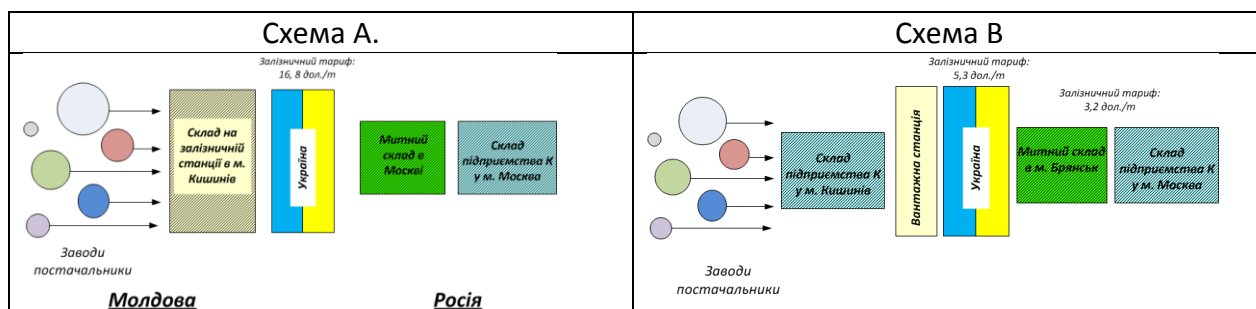 Схема А.
Залізничний тариф:
16, 8 дол./т
Склад на
залізничній
станції в м.
Кишинів
Україна
Митний
склад в
Москві
Склад
підприємства К
у м. Москва
Заводи
постачальники
Молдова
Росія
Схема В
Залізничний тариф:
5,3 дол./т
Залізничний тариф:
3,2 дол./т
Склад
підприємства К
у м. Кишинів
Вантажна станція
Україна
Митний склад
в м. Брянськ
Склад
підприємства К
у м. Москва
Заводи
постачальники